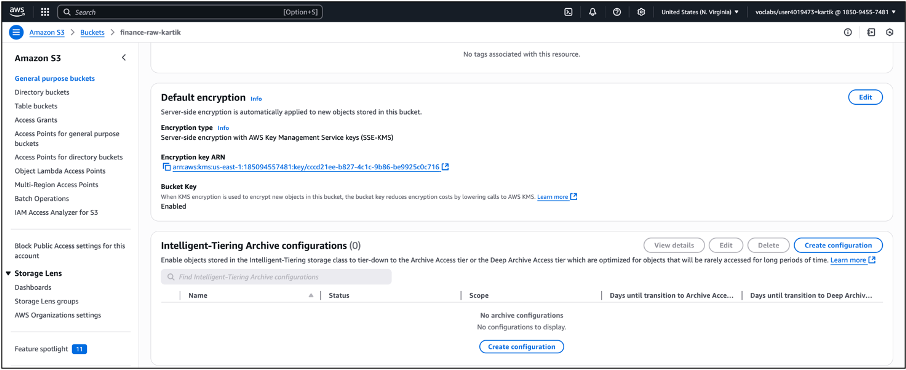 aws
Search
[Option+S]
United States (N. Virginia)
voclabs/user4019473=kartik @ 1850-9455-7481
Amazon S3
Buckets
finance-raw-kartik
Amazon S3
General purpose buckets
Directory buckets
Table buckets
Access Grants
Access Points for general purpose
buckets
Access Points for directory buckets
Object Lambda Access Points
Multi-Region Access Points
Batch Operations
IAM Access Analyzer for S3
Block Public Access settings for this
account
Storage Lens
Dashboards
Storage Lens groups
AWS Organizations settings
Feature spotlight 11
No tags associated with this resource.
Default encryption Info
Edit
Server-side encryption is automatically applied to new objects stored in this bucket.
Encryption type Info
Server-side encryption with AWS Key Management Service keys (SSE-KMS)
Encryption key ARN
arn:aws:kms:us-east-1:185094557481:key/cccd21ee-b827-4c1c-9b86-be9925c0c716
Bucket Key
When KMS encryption is used to encrypt new objects in this bucket, the bucket key reduces encryption costs by lowering calls to AWS KMS. Learn more
Enabled
Intelligent-Tiering Archive configurations (0)
View details
Edit
Delete
Create configuration
Enable objects stored in the Intelligent-Tiering storage class to tier-down to the Archive Access tier or the Deep Archive Access tier which are optimized for objects that will be rarely accessed for long periods of time. Learn more
Find Intelligent-Tiering Archive configurations
Name
Status
Scope
Days until transition to Archive Acce...
Days until transition to Deep Archiv...
No archive configurations
No configurations to display.
Create configuration